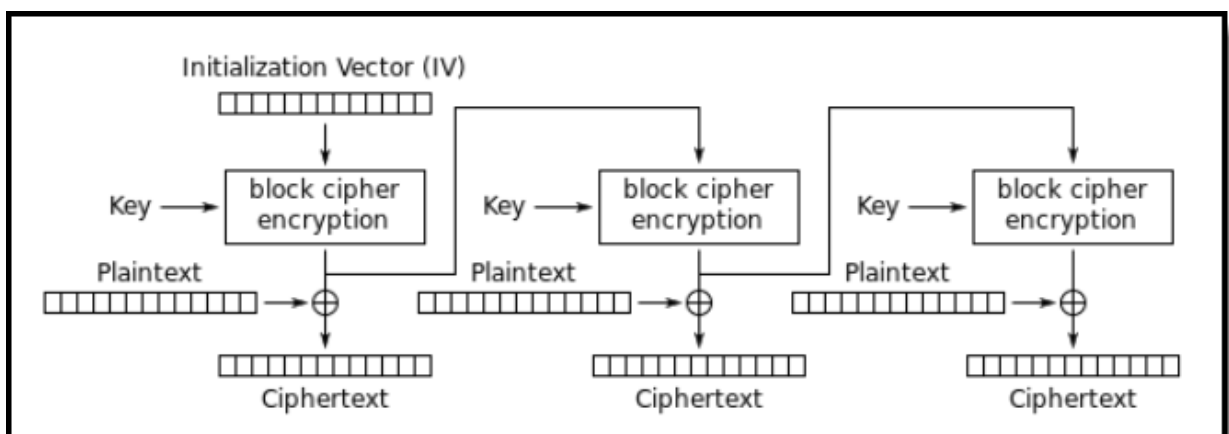 Initialization Vector (IV)
Key
block cipher
encryption
Key
block cipher
encryption
Key
block cipher
encryption
Plaintext
Plaintext
Plaintext
Ciphertext
Ciphertext
Ciphertext